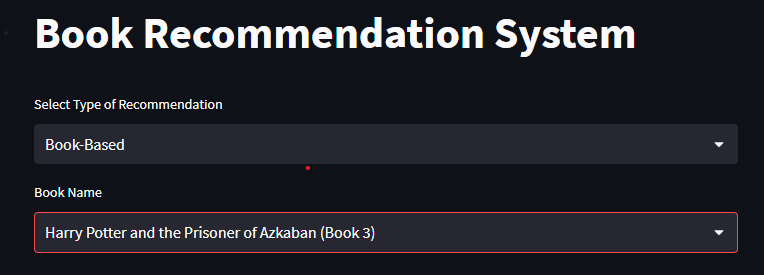 Book Recommendation System
Select Type of Recommendation
Book-Based
Book Name
Harry Potter and the Prisoner of Azkaban (Book 3)